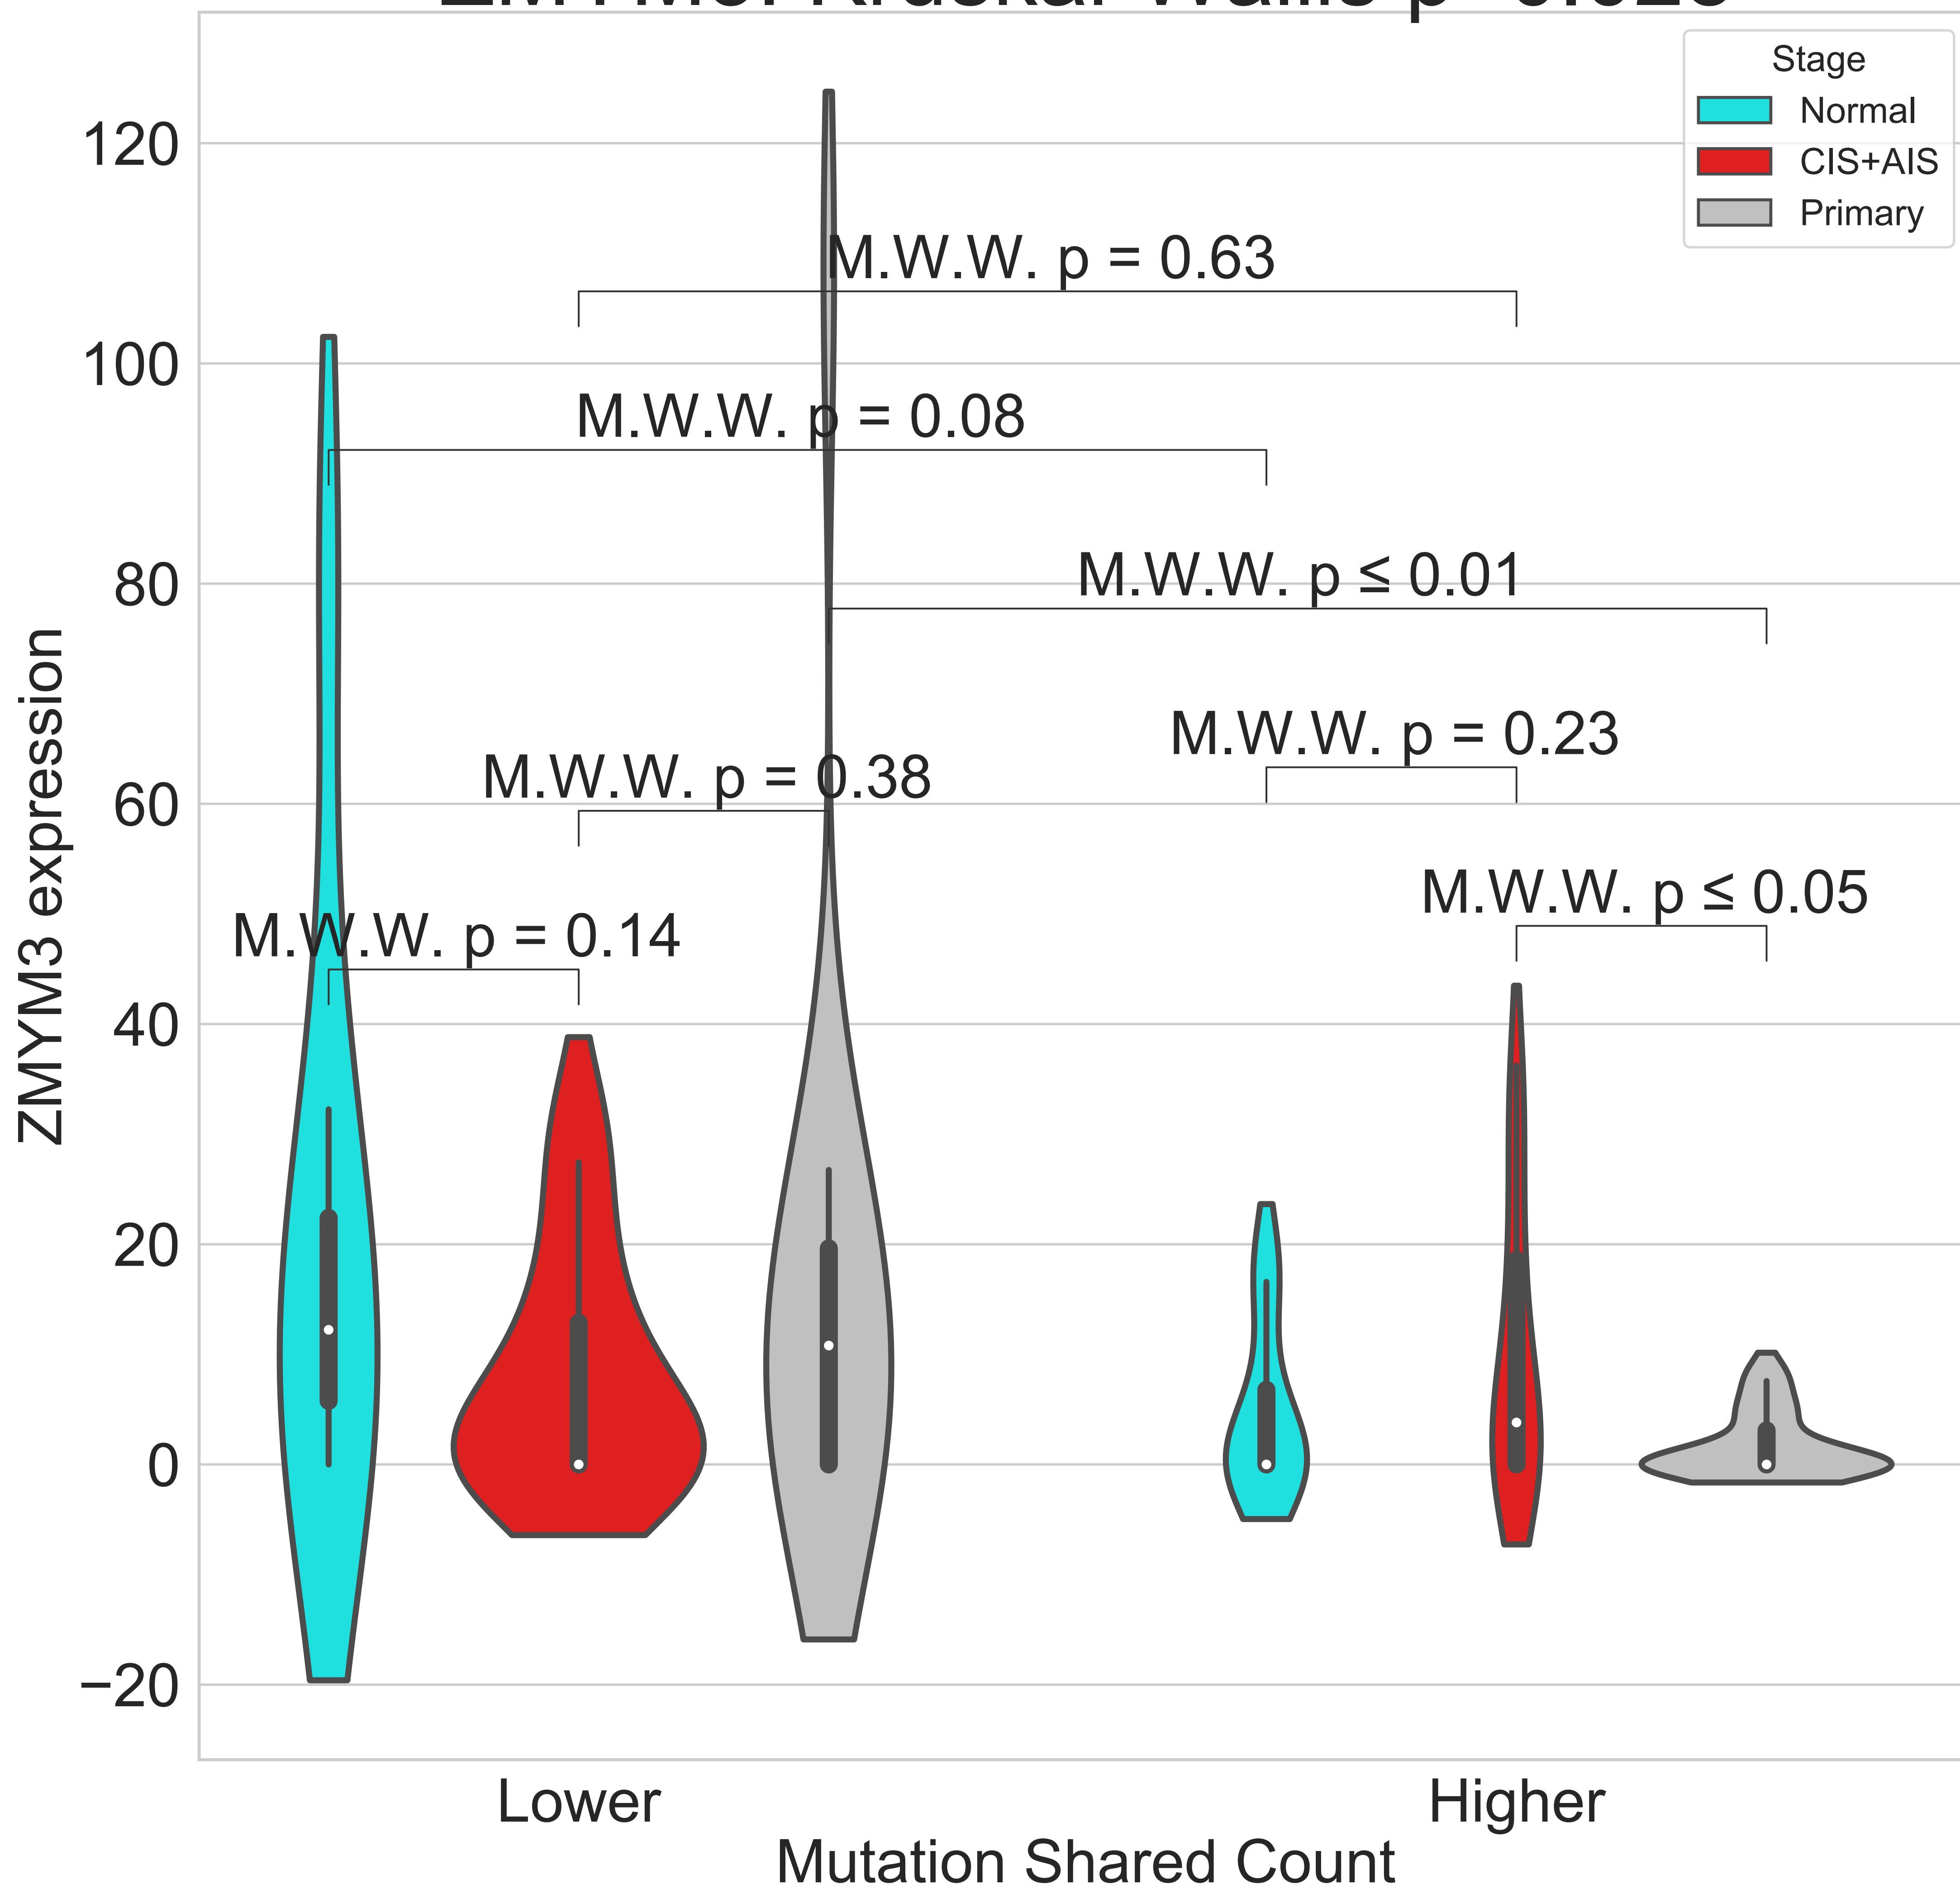 Stage
Normal
CIS+AIS
Primary
120
100
80
60
40
20
0
−20
ZMYM3 expression
M.W.W. p = 0.63
M.W.W. p = 0.08
M.W.W. p ≤ 0.01
M.W.W. p = 0.23
M.W.W. p = 0.38
M.W.W. p ≤ 0.05
M.W.W. p = 0.14
Lower
Higher
Mutation Shared Count